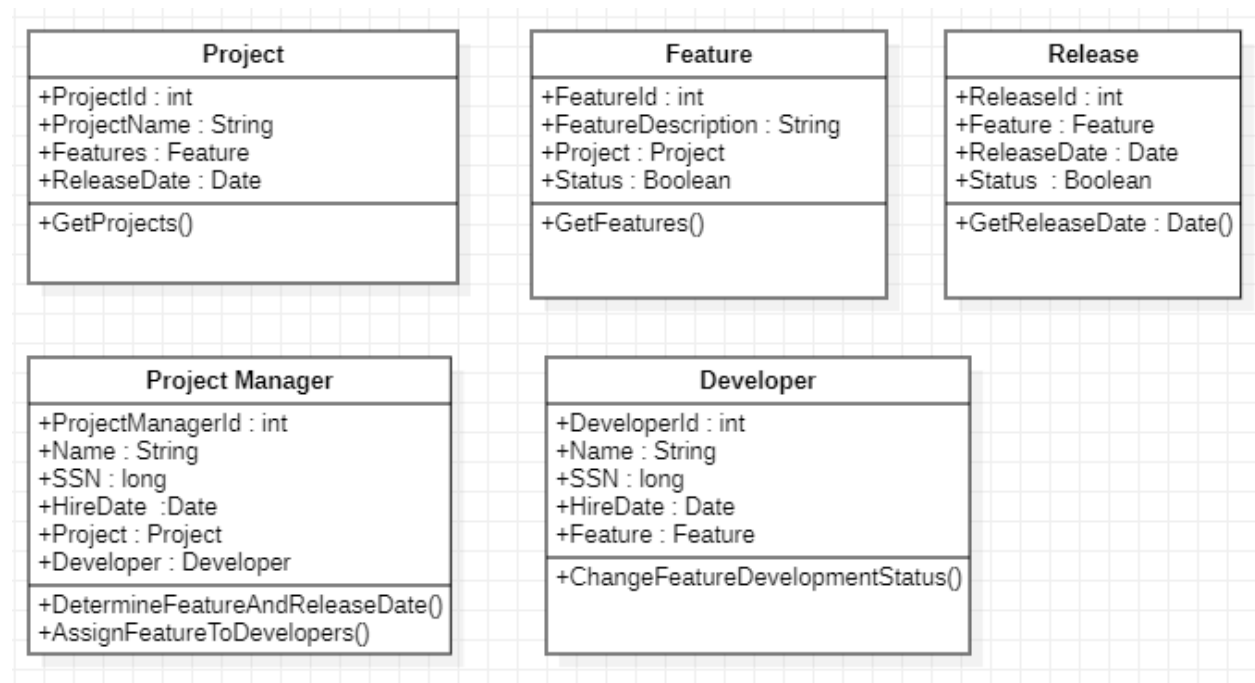 Project
+ProjectId : int
+ProjectName : String
+Features : Feature
+ReleaseDate : Date
+GetProjects()
Feature
+FeatureId : int
+FeatureDescription : String
+Project : Project
+Status : Boolean
+GetFeatures()
Release
+ReleaseId : int
+Feature : Feature
+ReleaseDate : Date
+Status  : Boolean
+GetReleaseDate : Date()
Project Manager
+ProjectManagerId : int
+Name : String
+SSN : long
+HireDate  :Date
+Project : Project
+Developer : Developer
+DetermineFeatureAndReleaseDate()
+AssignFeatureToDevelopers()
Developer
+DeveloperId : int
+Name : String
+SSN : long
+HireDate : Date
+Feature : Feature
+ChangeFeatureDevelopmentStatus()